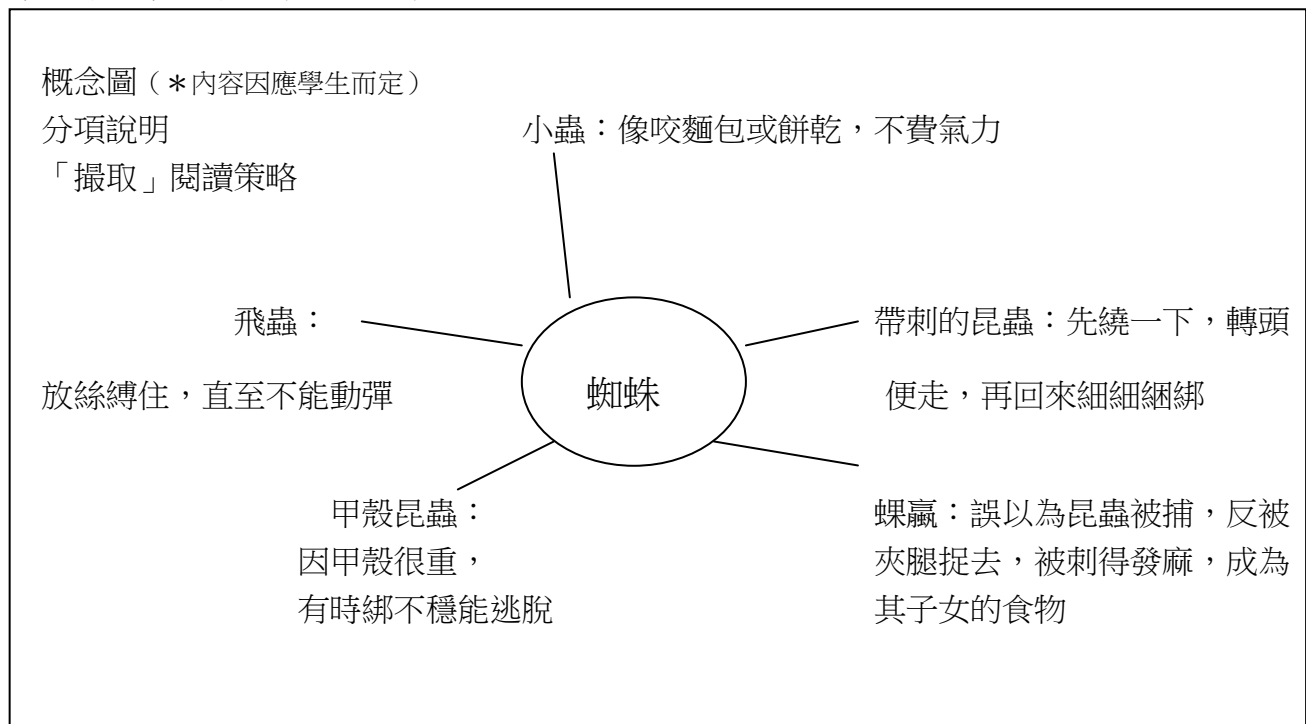 概念圖（＊內容因應學生而定）
分項說明
「撮取」閱讀策略
小蟲：像咬麵包或餅乾，不費氣力
飛蟲：
放絲縛住，直至不能動彈
蜘蛛
帶刺的昆蟲：先繞一下，轉頭
便走，再回來細細綑綁
甲殼昆蟲：
因甲殼很重，
有時綁不穩能逃脫
蜾蠃：誤以為昆蟲被捕，反被
夾腿捉去，被刺得發麻，成為
其子女的食物